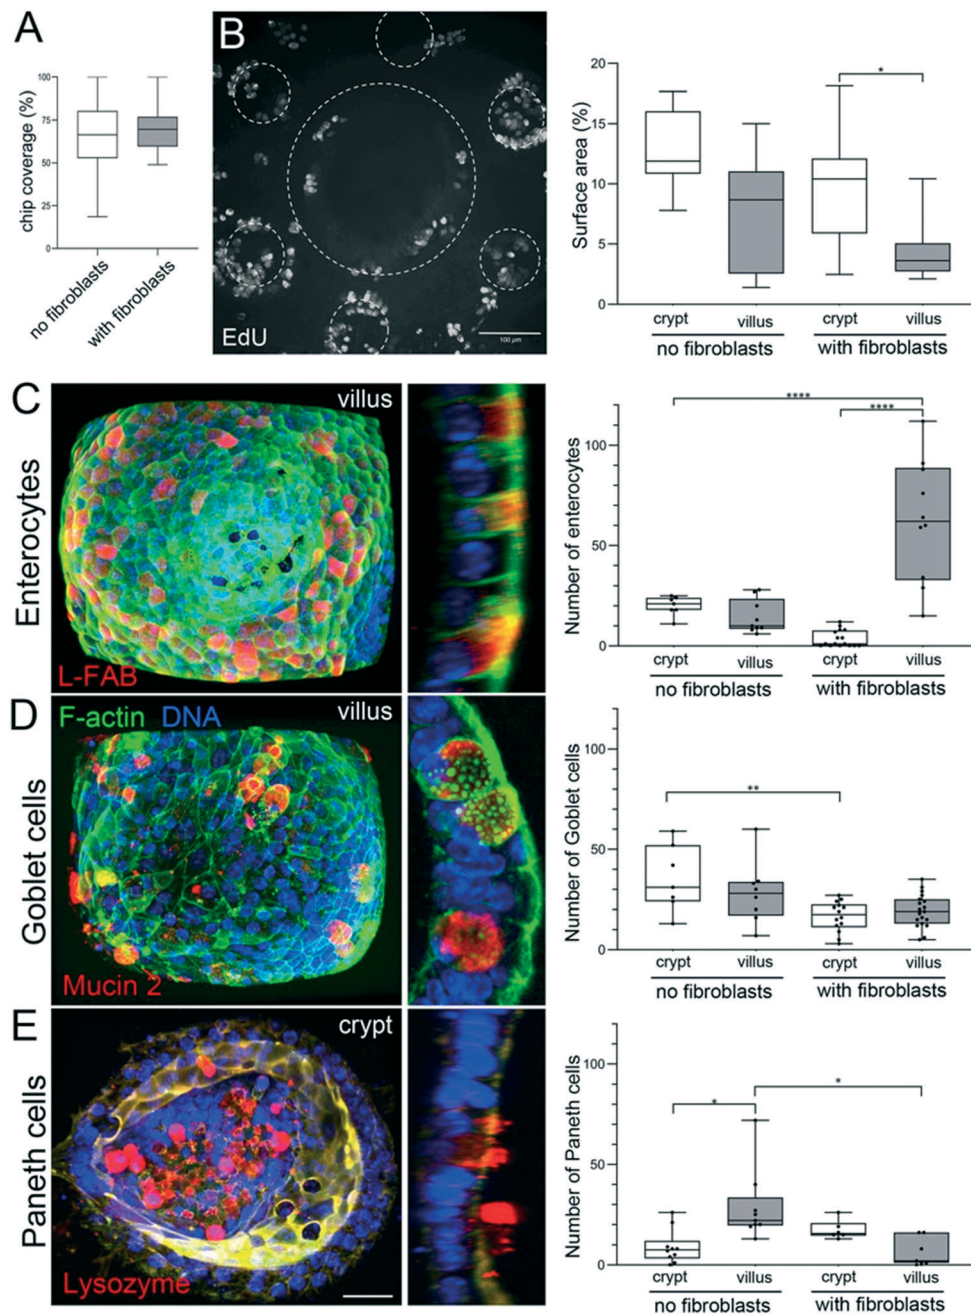 A
chip coverage (%)
100
75
50
25
0
no fibroblasts
with fibroblasts
B
EdU
100 µm
Surface area (%)
20
15
10
5
0
*
crypt villus crypt villus
no fibroblasts with fibroblasts
C
Enterocytes
villus
L-FAB
Number of enterocytes
100
50
0
****
****
crypt villus crypt villus
no fibroblasts with fibroblasts
D
Goblet cells
F-actin DNA villus
Mucin 2
Number of Goblet cells
100
50
0
**
crypt villus crypt villus
no fibroblasts with fibroblasts
E
Paneth cells
crypt
Lysozyme
Number of Paneth cells
100
50
0
*
*
crypt villus crypt villus
no fibroblasts with fibroblasts